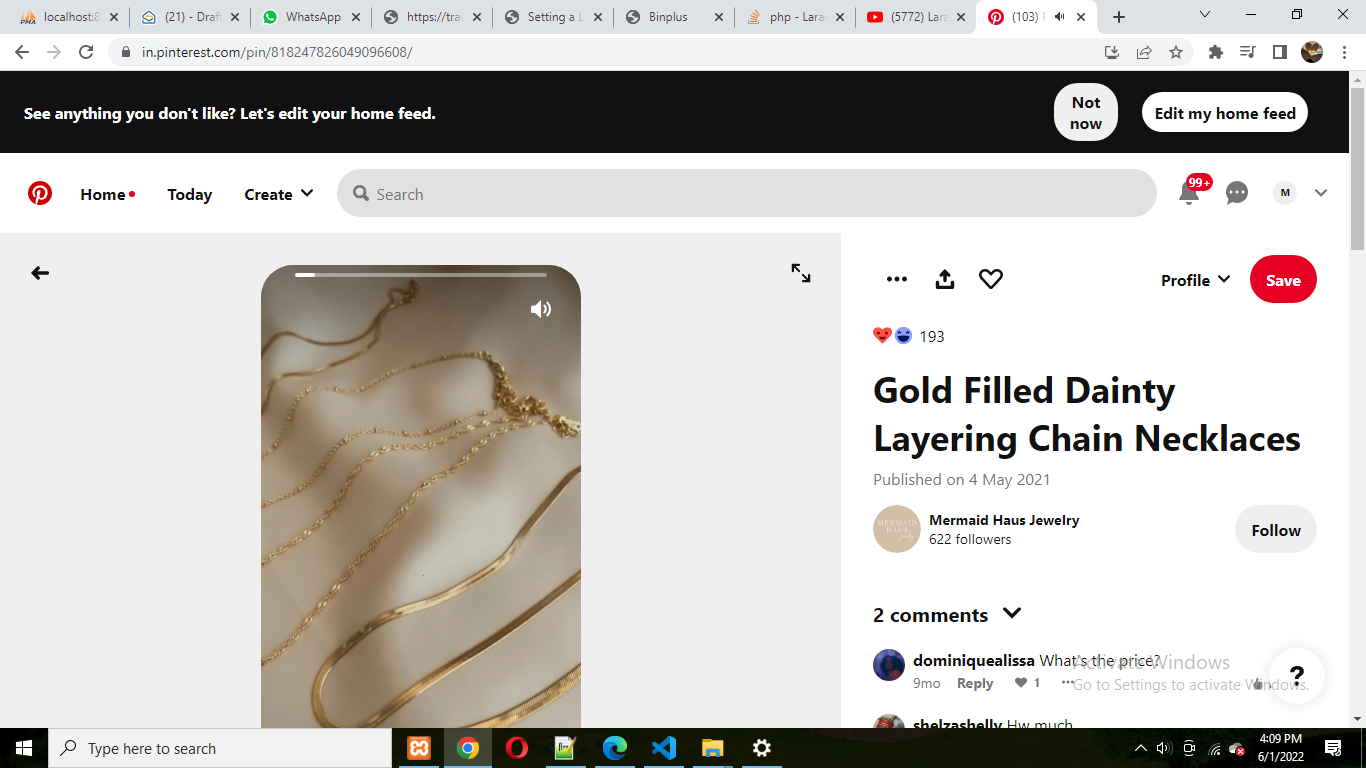 localhost:8
(21) - Draf
WhatsApp
https://trav
Setting a L
Binplus
php - Lara
(5772) Lara
(103) P
in.pinterest.com/pin/818247826049096608/
See anything you don't like? Let's edit your home feed.
Not now
Edit my home feed
Home
Today
Create
Search
99+
M
Profile
Save
193
Gold Filled Dainty
Layering Chain Necklaces
Published on 4 May 2021
MERMAID
HAUS
Mermaid Haus Jewelry
622 followers
Follow
2 comments
dominiquealissa What's the price?
9mo
Reply
1
Activate Windows
Go to Settings to activate Windows.
?
shelzashelly Hw much
Type here to search
4:09 PM
6/1/2022